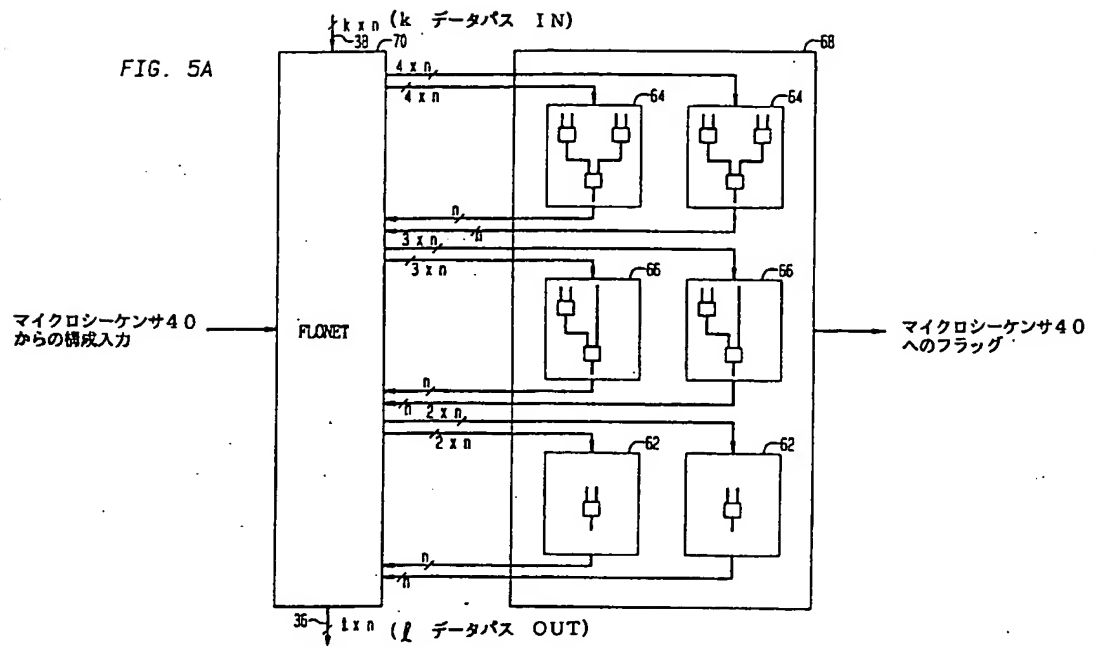 k x n (k データパス IN)
38
70
68
FIG. 5A
4 x n
4 x n
64
64
n
n
3 x n
3 x n
66
66
マイクロシーケンサ40
からの構成入力
FLONET
マイクロシーケンサ40
へのフラッグ
n
n
2 x n
2 x n
62
62
n
n
36
l x n (ℓ データパス OUT)